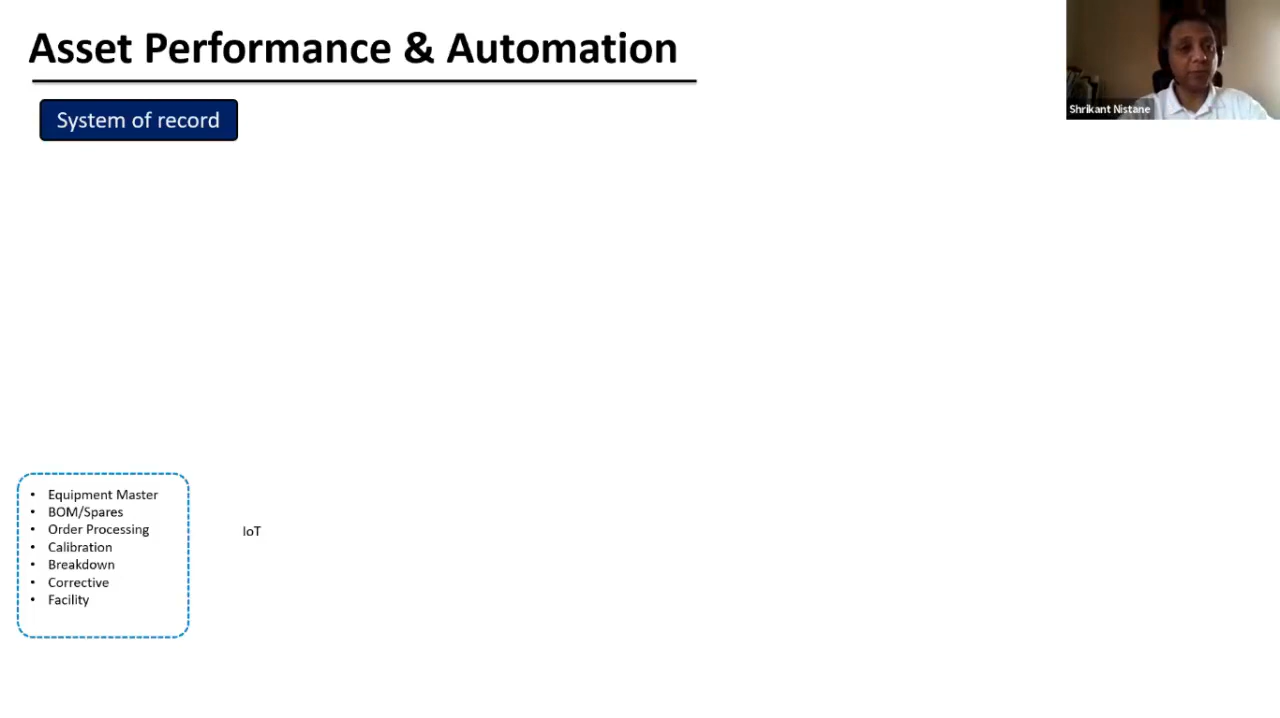 Asset Performance & Automation
Shrikant Nistane
System of record
• Equipment Master
• BOM/Spares
• Order Processing
• Calibration
• Breakdown
• Corrective
• Facility
IoT